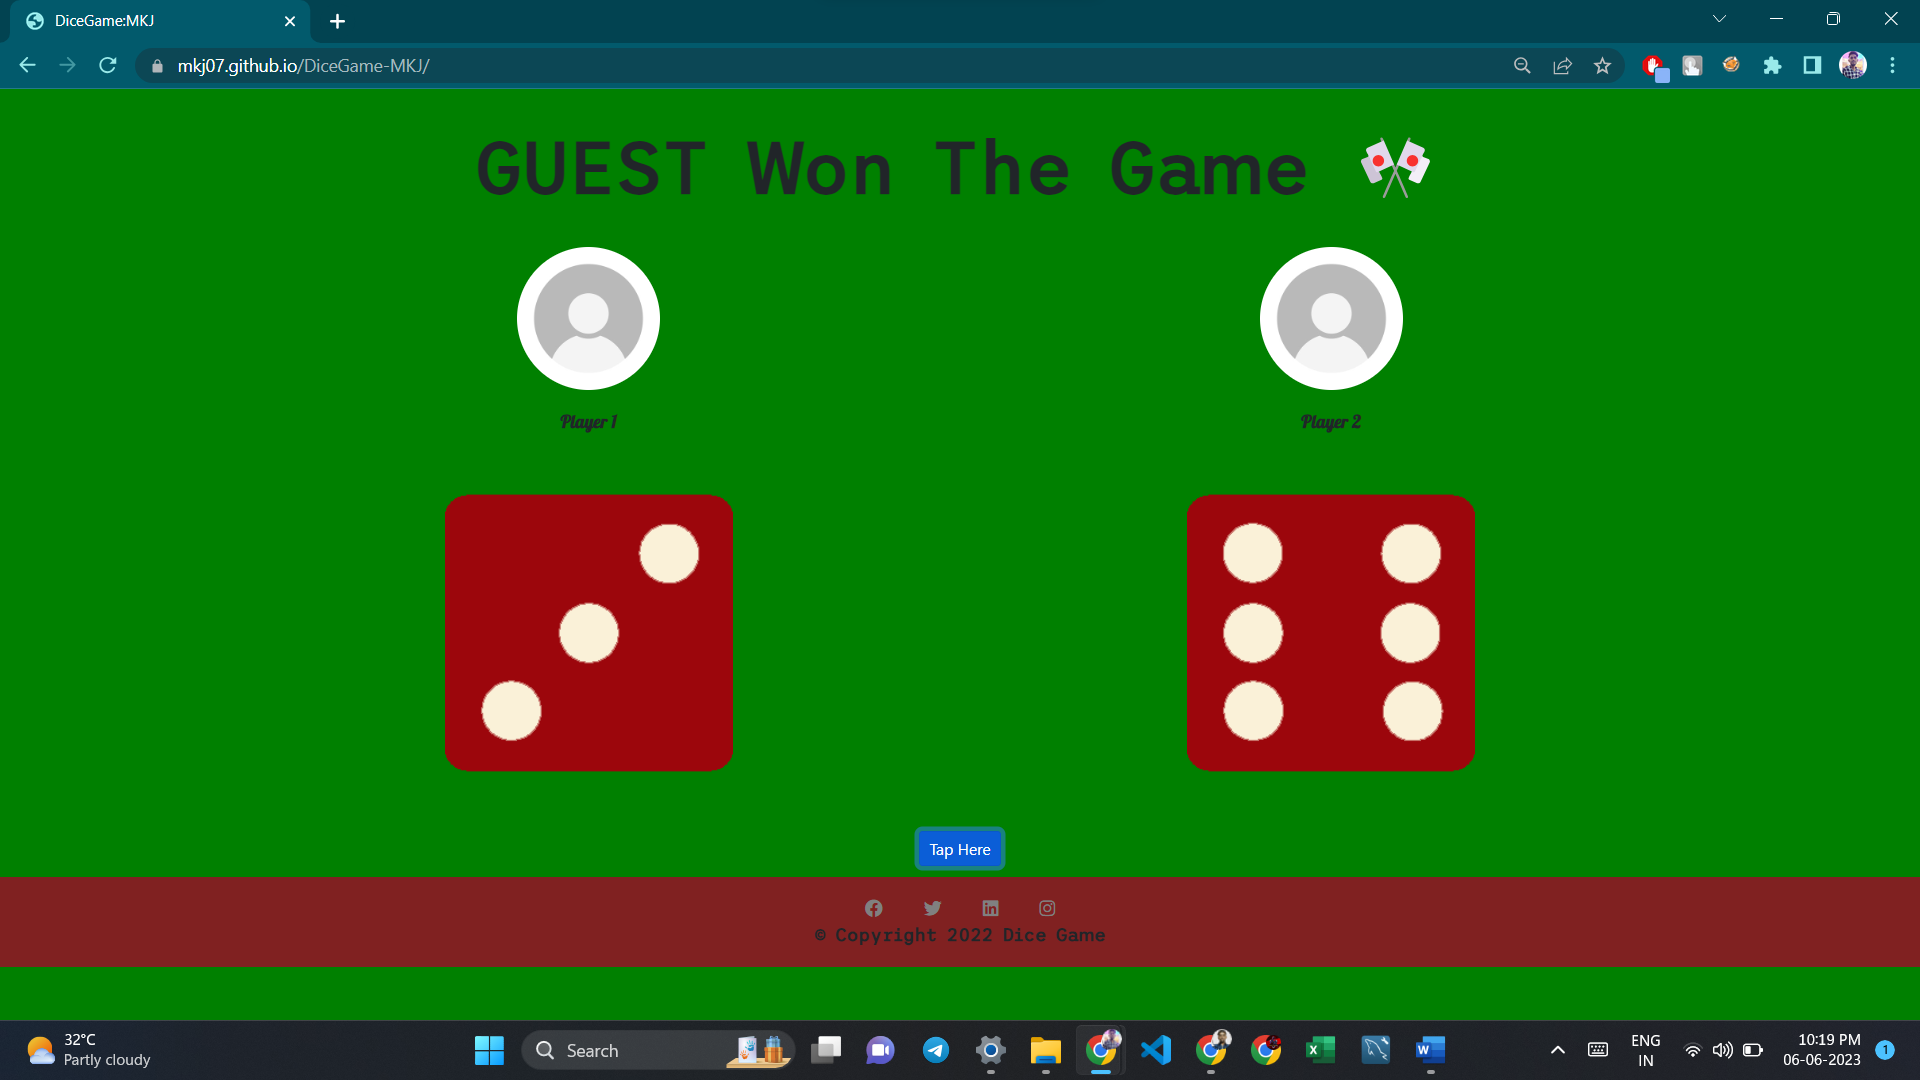 DiceGame:MKJ
mkj07.github.io/DiceGame-MKJ/
GUEST Won The Game
Player 1
Player 2
Tap Here
© Copyright 2022 Dice Game
32°C
Partly cloudy
Search
ENG
IN
10:19 PM
06-06-2023
1